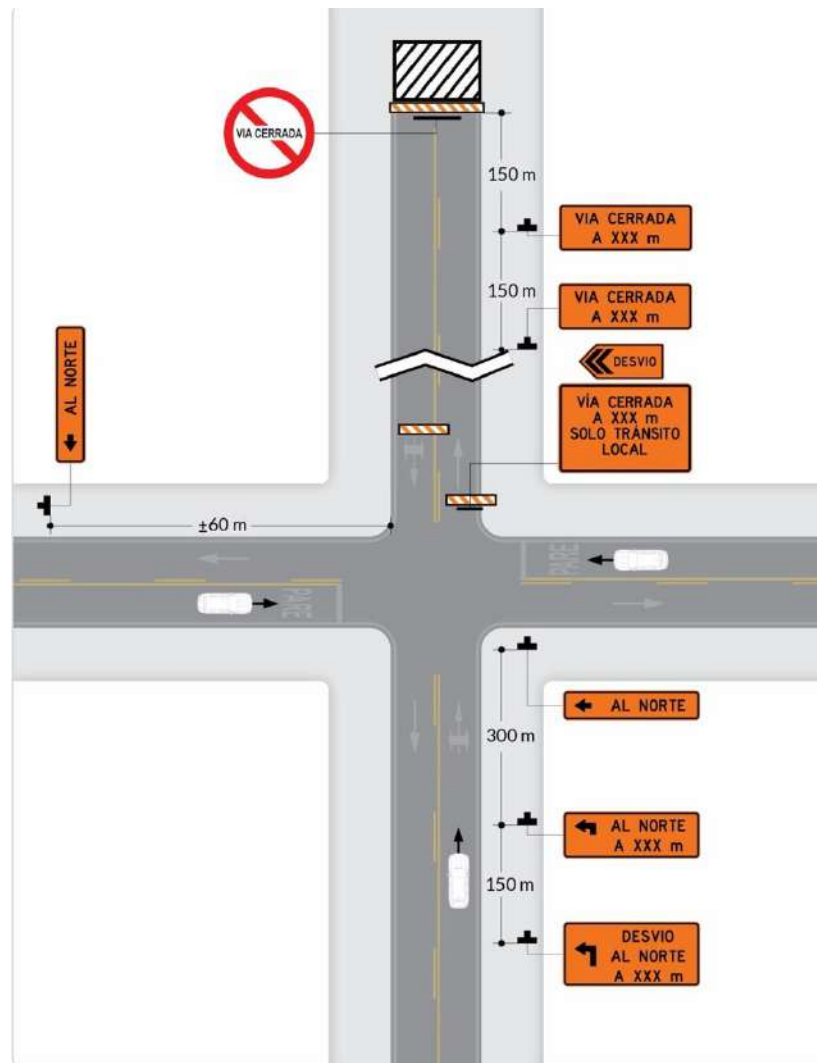 VIA CERRADA
150 m
VIA CERRADA
A XXX m
150 m
VIA CERRADA
A XXX m
DESVIO
AL NORTE
VÍA CERRADA
A XXX m
SOLO TRÁNSITO
LOCAL
±60 m
PARE
PARE
AL NORTE
300 m
AL NORTE
A XXX m
150 m
DESVIO
AL NORTE
A XXX m